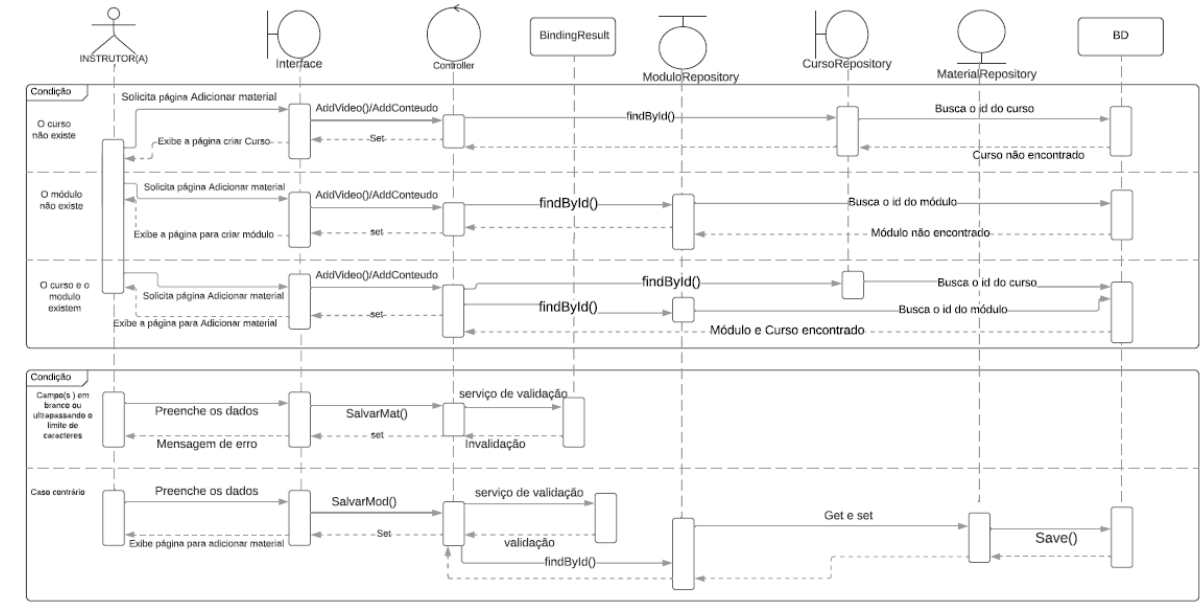 INSTRUTOR(A)
Interface
Controller
BindingResult
ModuloRepository
CursoRepository
MaterialRepository
BD
Condição
O curso
não existe
Solicita página Adicionar material
AddVideo()/AddConteudo
findById()
Busca o id do curso
Exibe a página criar Curso
Set
Curso não encontrado
O módulo
não existe
Solicita página Adicionar material
AddVideo()/AddConteudo
findById()
Busca o id do módulo
Exibe a página para criar módulo
set
Módulo não encontrado
O curso e o
modulo
existem
AddVideo()/AddConteudo
findById()
Busca o id do curso
Solicita página Adicionar material
set
findById()
Busca o id do módulo
Exibe a página para Adicionar material
Módulo e Curso encontrado
Condição
Campo(s ) em
branco ou
ultrapassando o
limite de
caracteres
Preenche os dados
SalvarMat()
serviço de validação
Mensagem de erro
set
Invalidação
Caso contrário
Preenche os dados
SalvarMod()
serviço de validação
Exibe página para adicionar material
Set
validação
findById()
Get e set
Save()